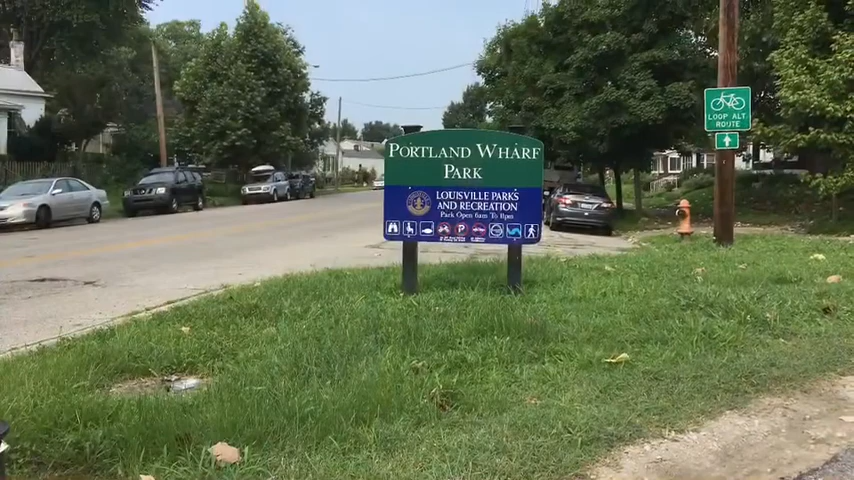 PORTLAND WHARF
PARK
LOUISVILLE PARKS
AND RECREATION
Park Open 6am To 11pm
LOOP ALT
ROUTE